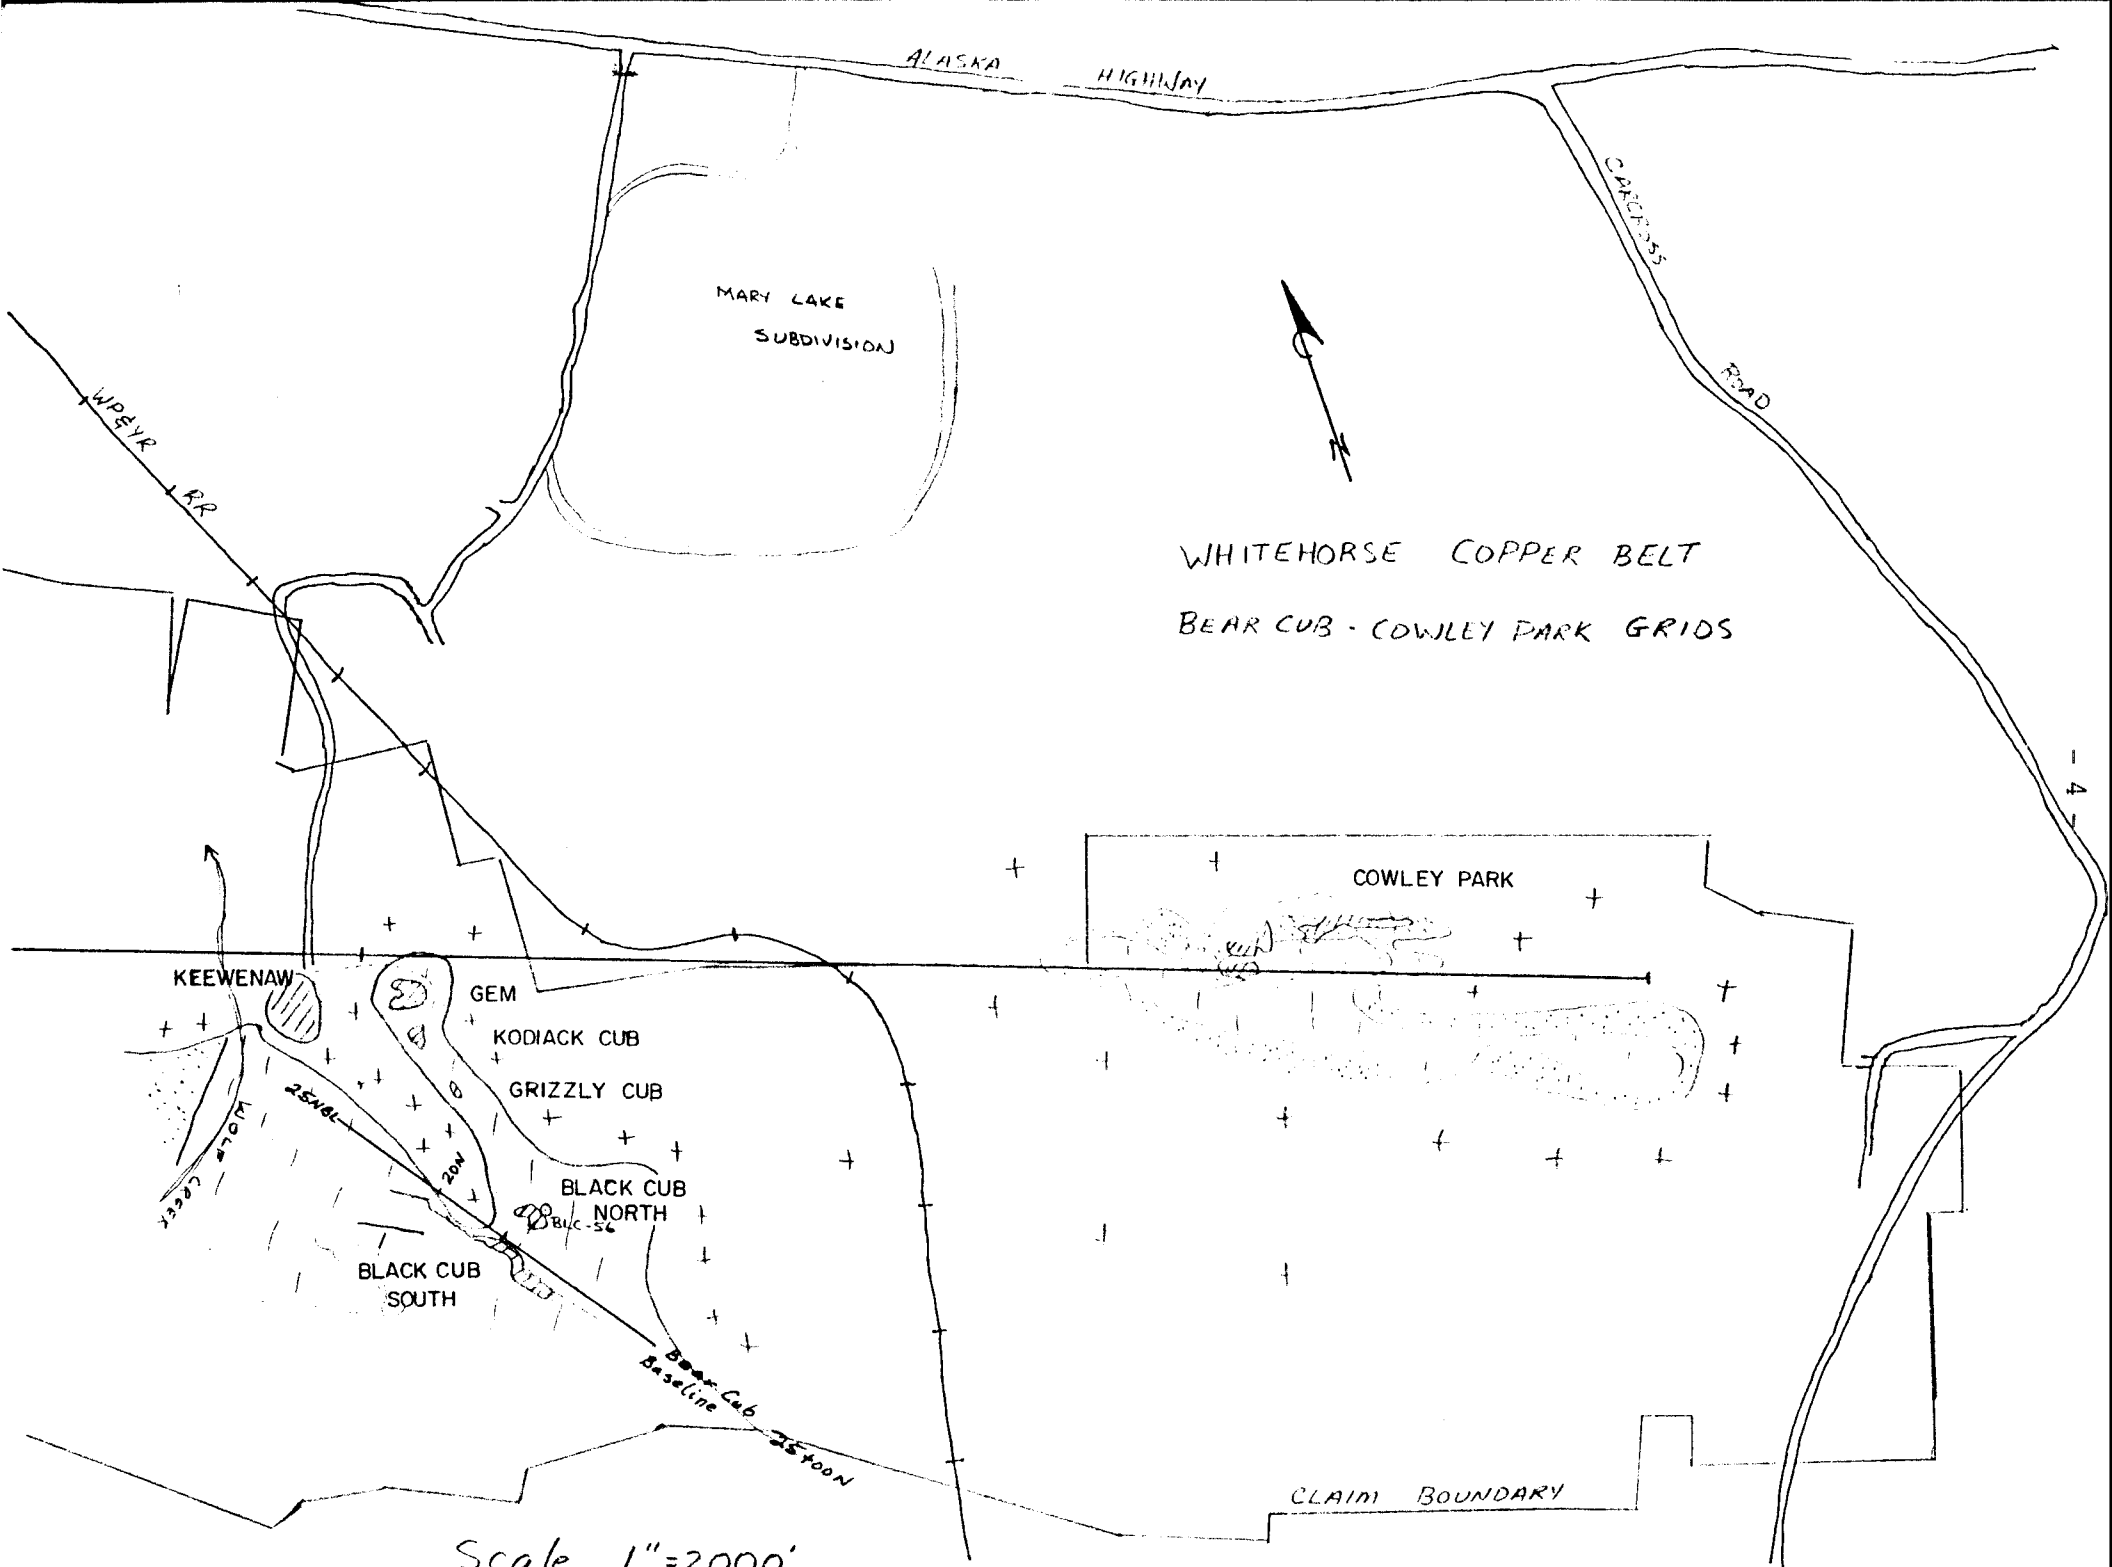 ALASKA HIGHWAY
CARCROSS
ROAD
MARY LAKE
SUBDIVISION
N
WP&YR
RR
WHITEHORSE COPPER BELT
BEAR CUB - COWLEY PARK GRIDS
- 4 -
COWLEY PARK
KEEWENAW
GEM
KODIACK CUB
GRIZZLY CUB
25NBL
WOLF
CREEK
20N
BLACK CUB
NORTH
BLC-56
BLACK CUB
SOUTH
Bear Cub
Baseline
25+00N
CLAIM BOUNDARY
Scale 1"=2000'